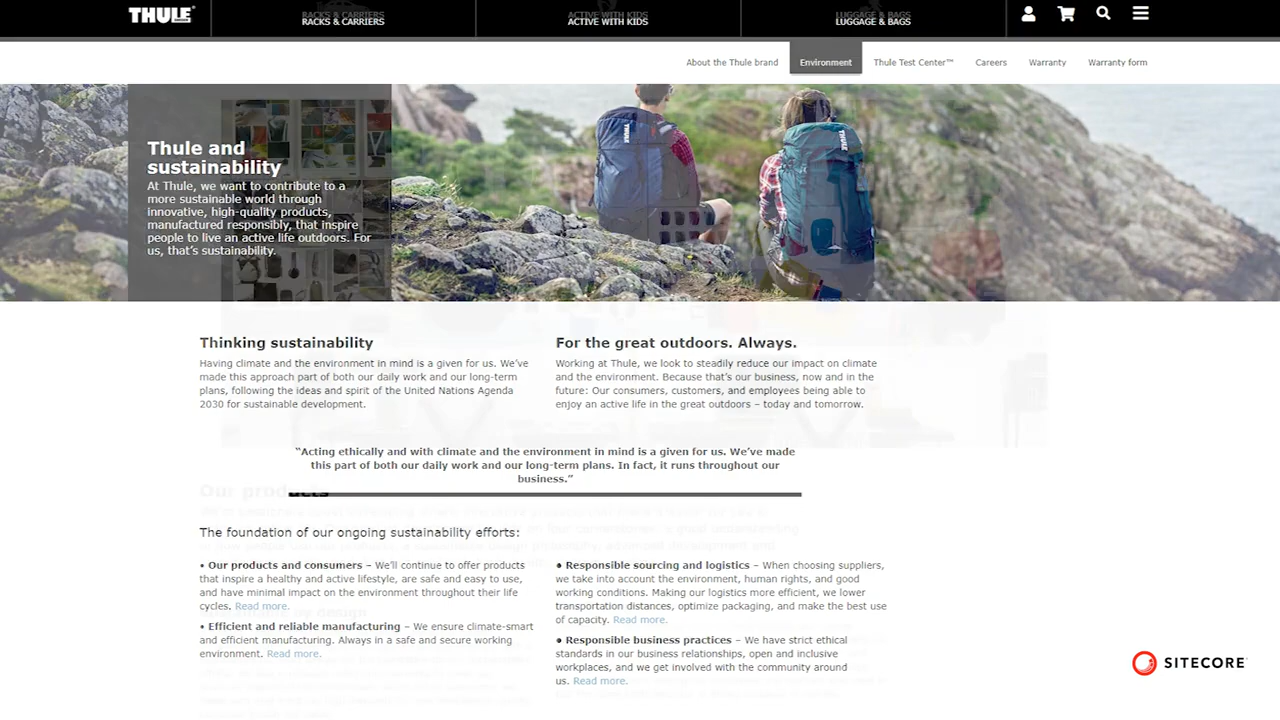 THULE
RACKS & CARRIERS
ACTIVE WITH KIDS
LUGGAGE & BAGS
RACKS & CARRIERS
ACTIVE WITH KIDS
LUGGAGE & BAGS
About the Thule brand
Environment
Thule Test Center™
Careers
Warranty
Warranty form
Thule and
sustainability
At Thule, we want to contribute to a
more sustainable world through
innovative, high-quality products,
manufactured responsibly, that inspire
people to live an active life outdoors. For
us, that's sustainability.
THULE
THULE
Thinking sustainability
Having climate and the environment in mind is a given for us. We've
made this approach part of both our daily work and our long-term
plans, following the ideas and spirit of the United Nations Agenda
2030 for sustainable development.
For the great outdoors. Always.
Working at Thule, we look to steadily reduce our impact on climate
and the environment. Because that's our business, now and in the
future: Our consumers, customers, and employees being able to
enjoy an active life in the great outdoors – today and tomorrow.
“Acting ethically and with climate and the environment in mind is a given for us. We've made
this part of both our daily work and our long-term plans. In fact, it runs throughout our
business.”
Our products
The foundation of our ongoing sustainability efforts:
• Our products and consumers – We'll continue to offer products
that inspire a healthy and active lifestyle, are safe and easy to use,
and have minimal impact on the environment throughout their life
cycles. Read more.
• Efficient and reliable manufacturing – We ensure climate-smart
and efficient manufacturing. Always in a safe and secure working
environment. Read more.
• Responsible sourcing and logistics – When choosing suppliers,
we take into account the environment, human rights, and good
working conditions. Making our logistics more efficient, we lower
transportation distances, optimize packaging, and make the best use
of capacity. Read more.
• Responsible business practices – We have strict ethical
standards in our business relationships, open and inclusive
workplaces, and we get involved with the community around
us. Read more.
SITECORE